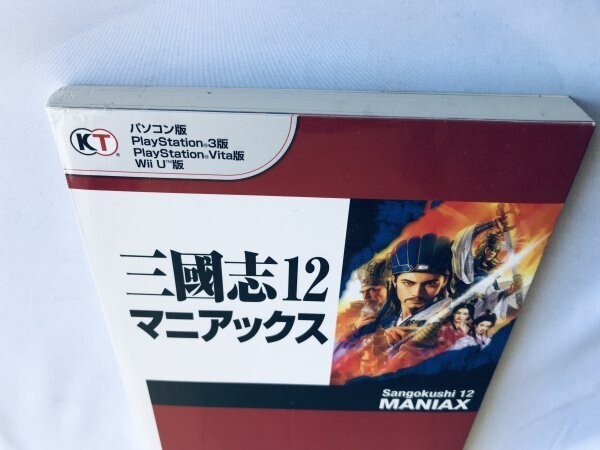 KT®
パソコン版
PlayStation®3版
PlayStation®Vita版
Wii U™版
三國志12
マニアックス
Sangokushi 12
MANIAX